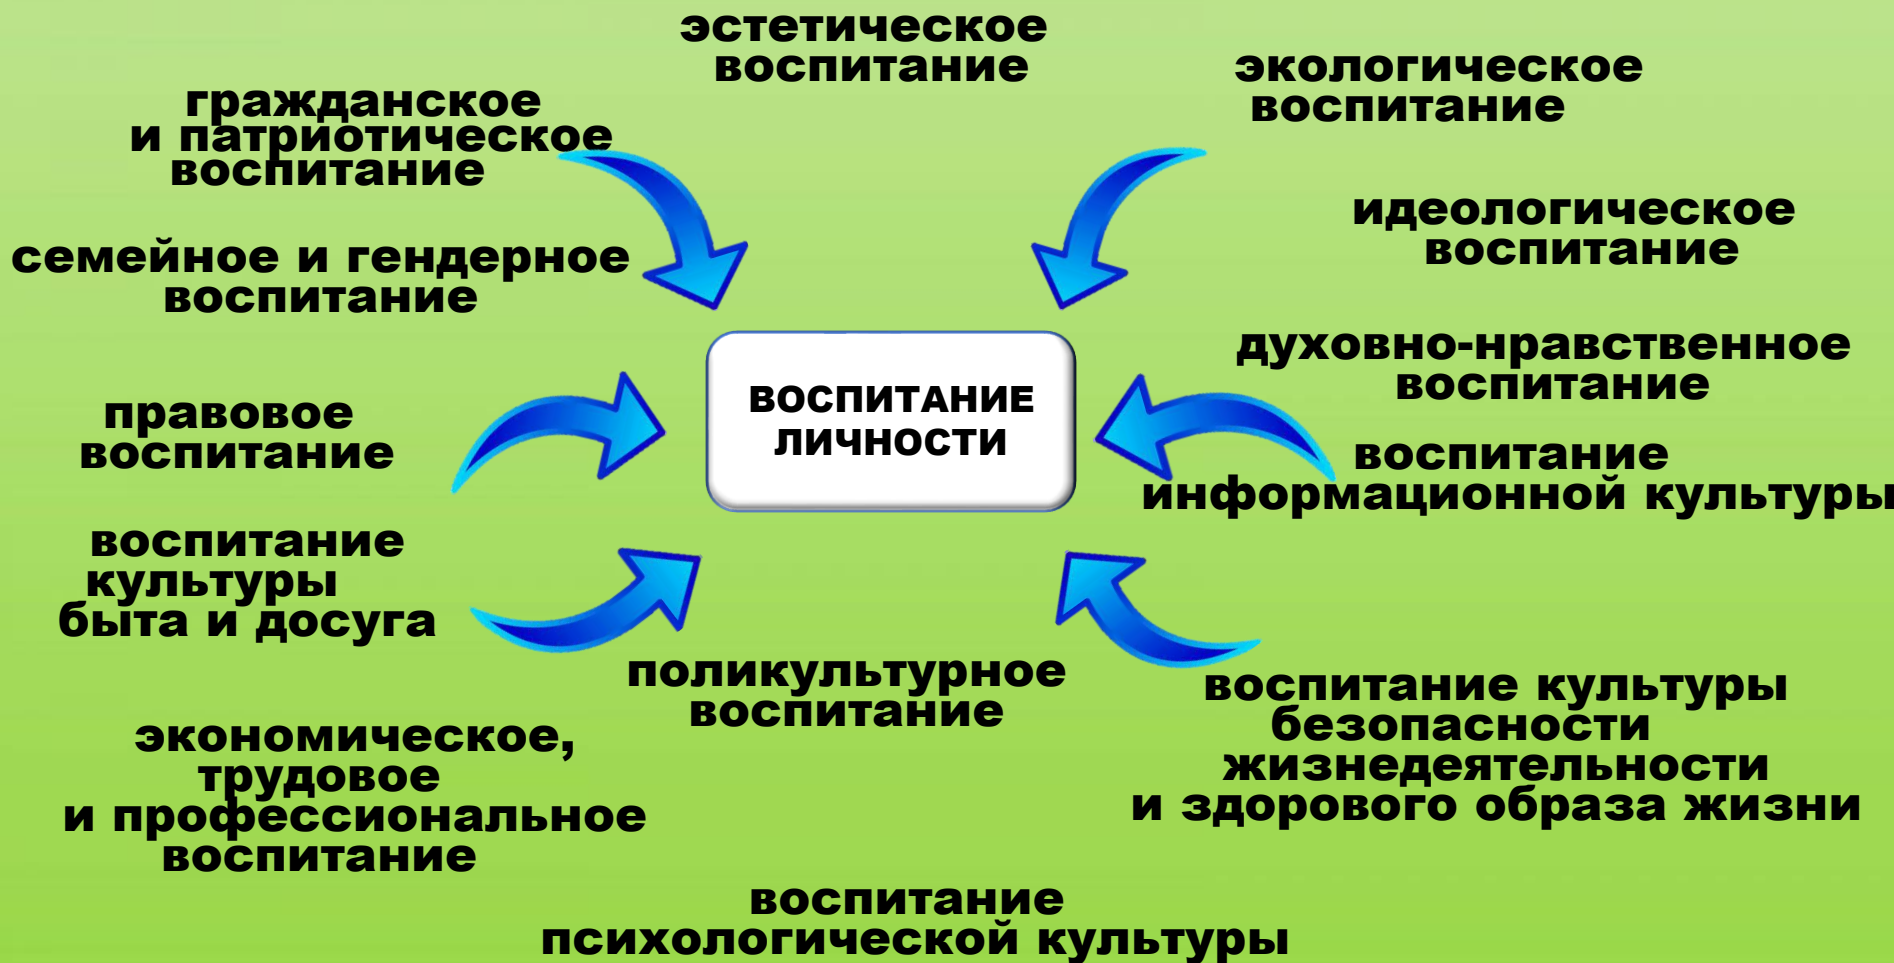 эстетическое
воспитание
экологическое
воспитание
гражданское
и патриотическое
воспитание
идеологическое
воспитание
семейное и гендерное
воспитание
духовно-нравственное
воспитание
ВОСПИТАНИЕ
ЛИЧНОСТИ
правовое
воспитание
воспитание
информационной культуры
воспитание
культуры
быта и досуга
поликультурное
воспитание
воспитание культуры
безопасности
жизнедеятельности
и здорового образа жизни
экономическое,
трудовое
и профессиональное
воспитание
воспитание
психологической культуры